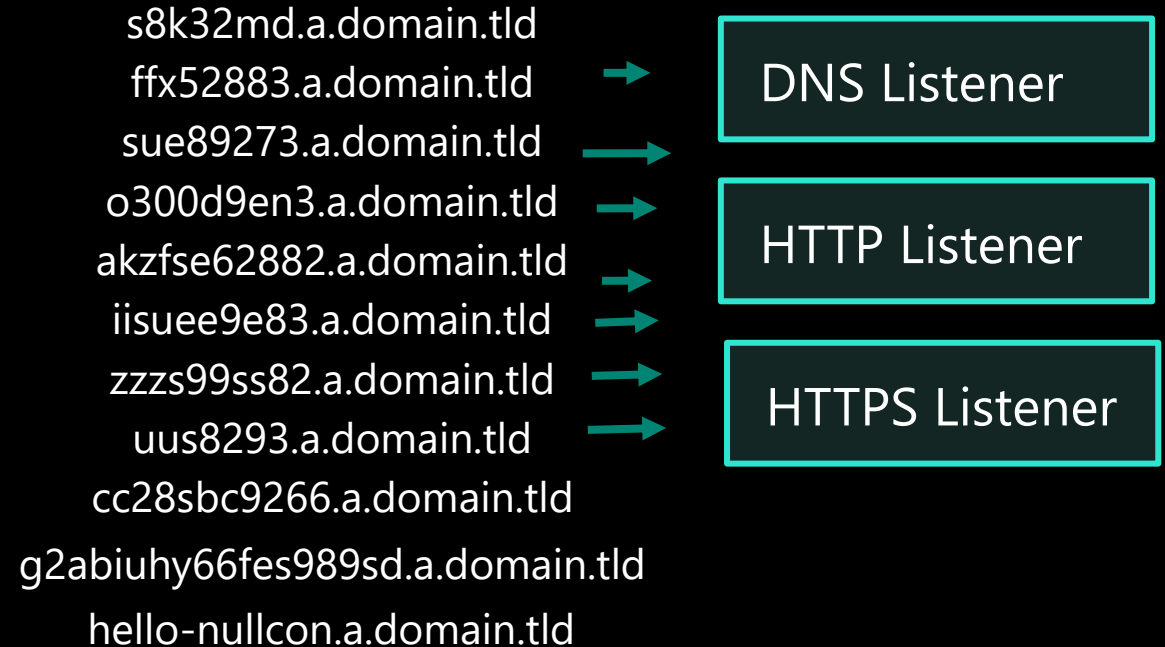 s8k32md.a.domain.tld
ffx52883.a.domain.tld
sue89273.a.domain.tld
o300d9en3.a.domain.tld
akzfse62882.a.domain.tld
iisuee9e83.a.domain.tld
zzzs99ss82.a.domain.tld
uus8293.a.domain.tld
cc28sbc9266.a.domain.tld
g2abiuhy66fes989sd.a.domain.tld
hello-nullcon.a.domain.tld
DNS Listener
HTTP Listener
HTTPS Listener